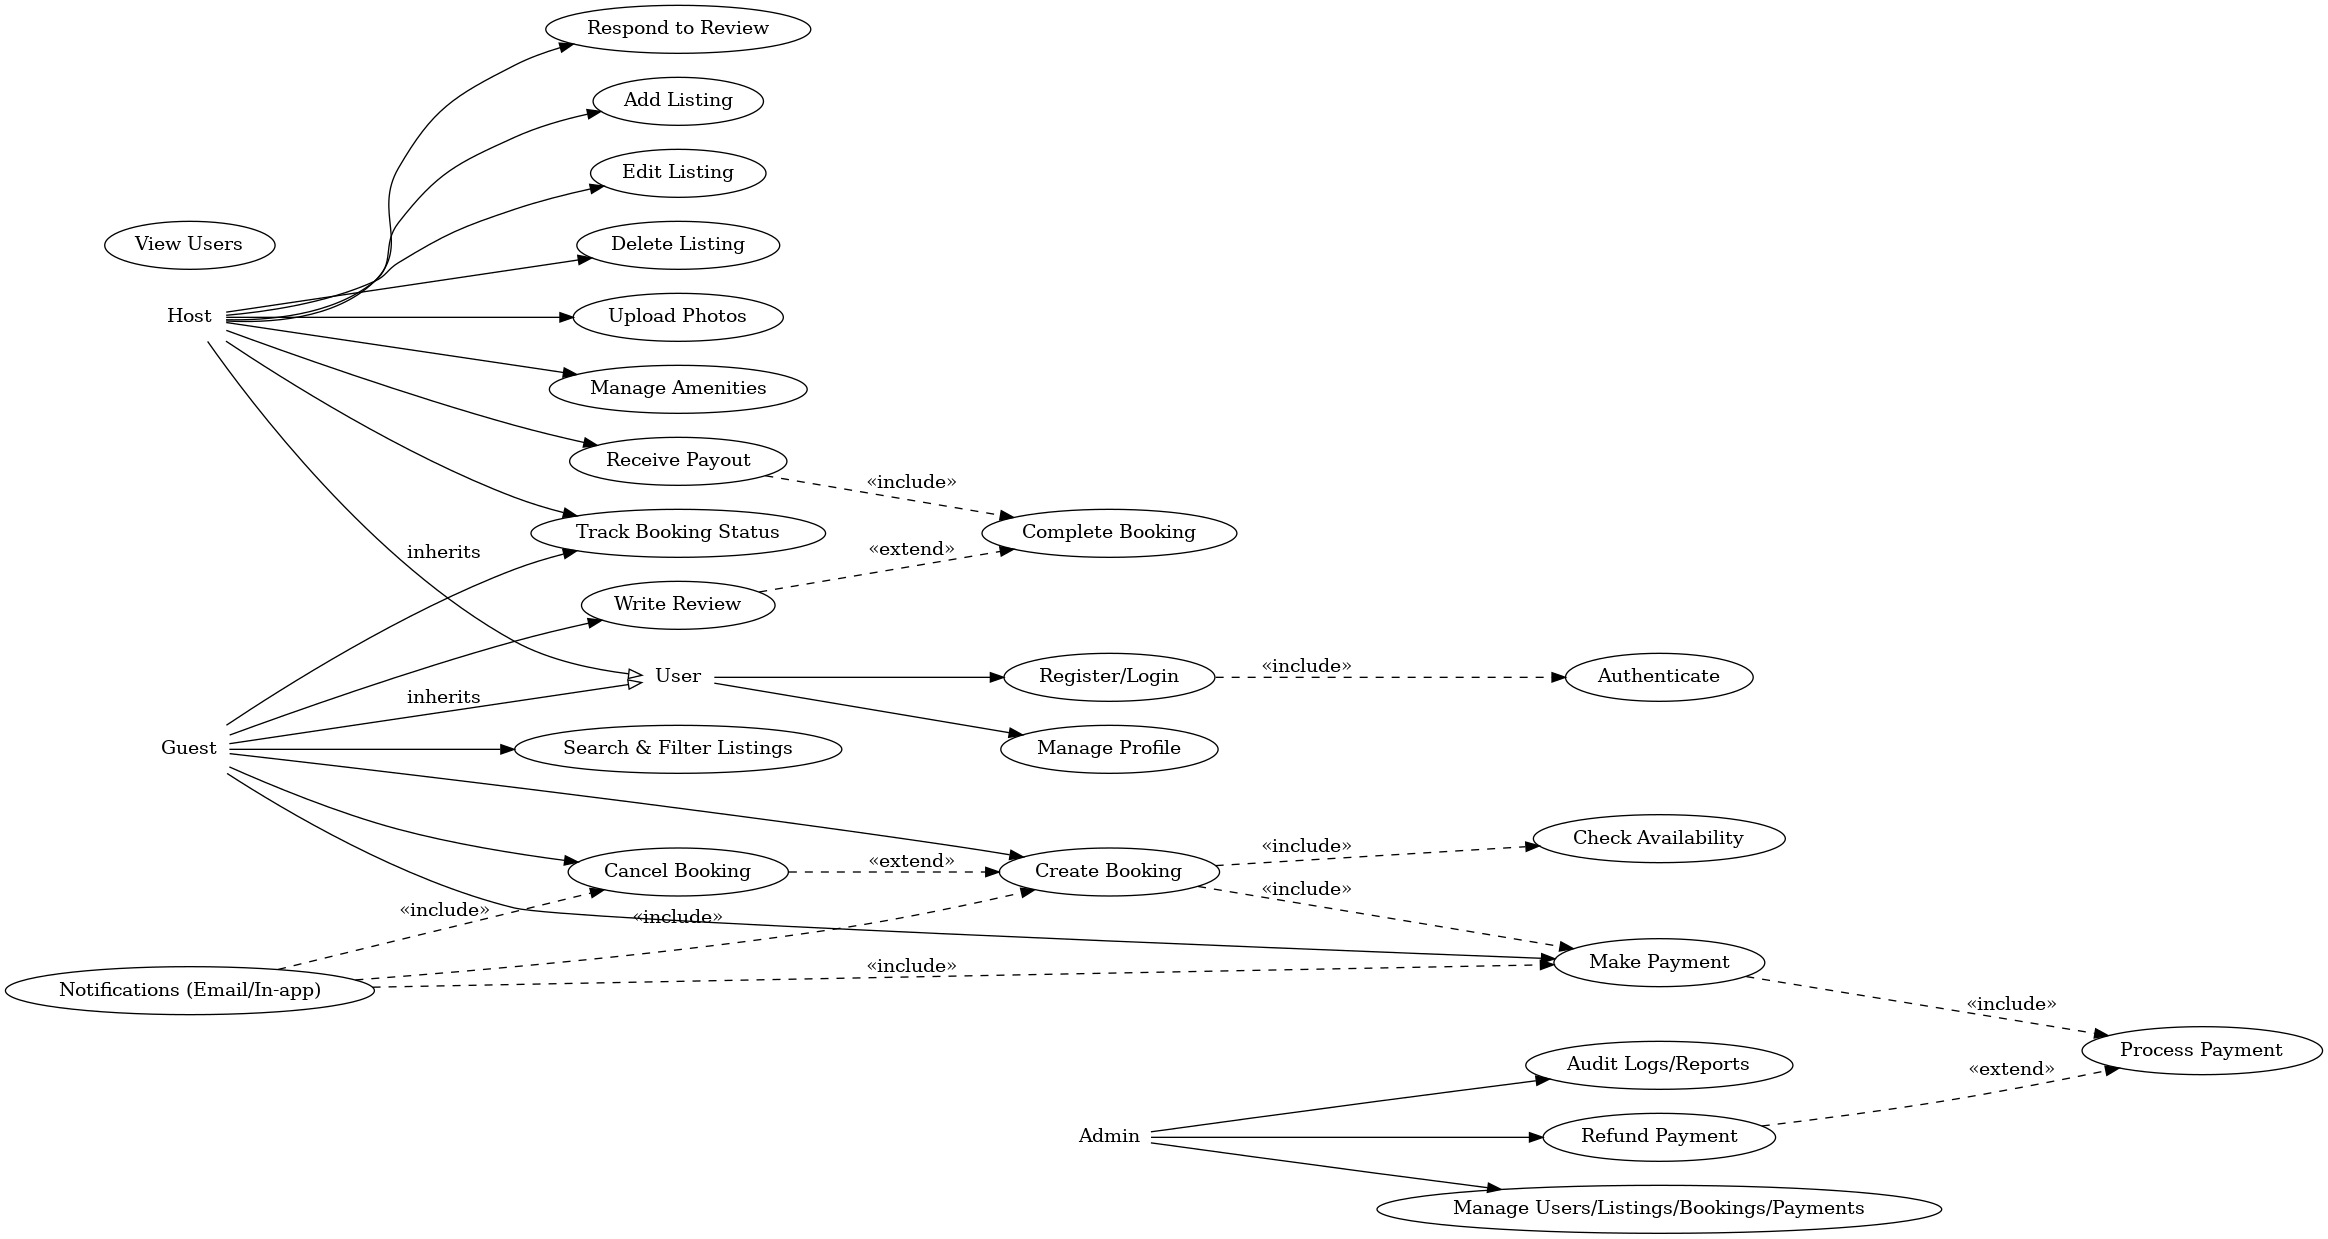 Respond to Review
Add Listing
Edit Listing
View Users
Delete Listing
Host
Upload Photos
Manage Amenities
Receive Payout
«include»
Track Booking Status
Complete Booking
inherits
«extend»
Write Review
User
Register/Login
«include»
Authenticate
inherits
Guest
Search & Filter Listings
Manage Profile
Cancel Booking
«extend»
Create Booking
«include»
Check Availability
«include»
«include»
«include»
«include»
Make Payment
Notifications (Email/In-app)
«include»
Process Payment
Audit Logs/Reports
«extend»
Admin
Refund Payment
Manage Users/Listings/Bookings/Payments